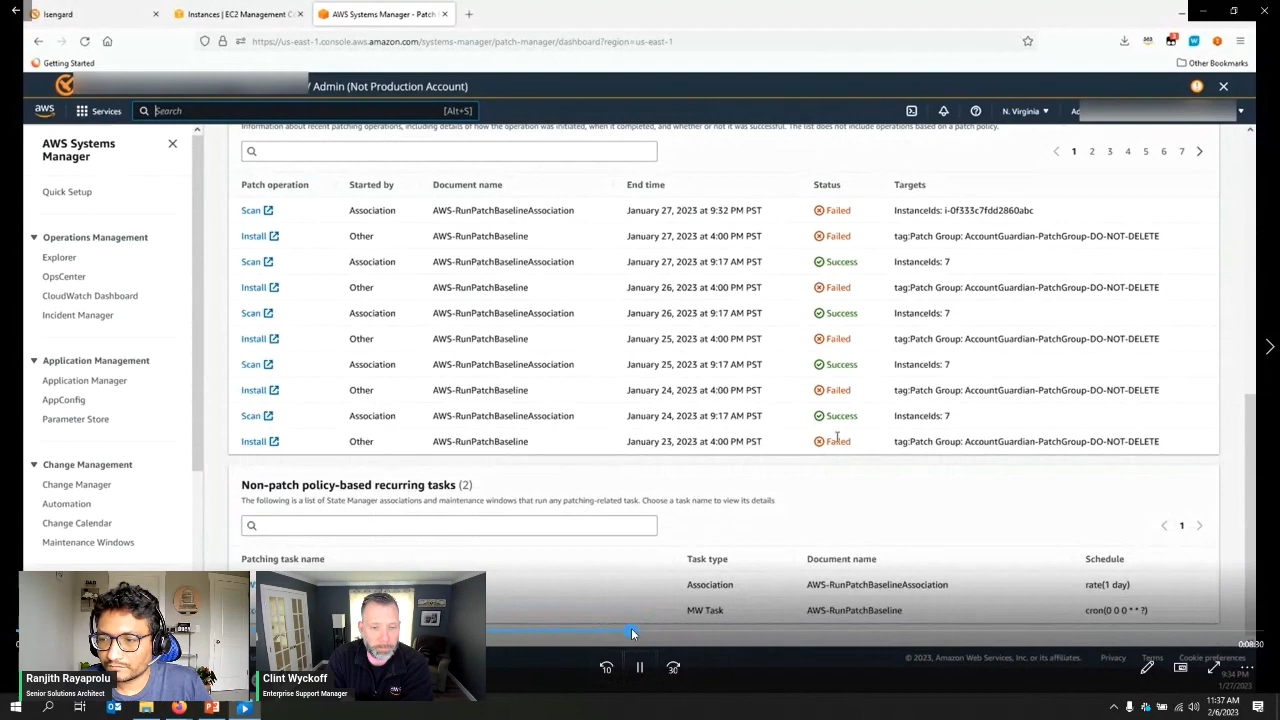 Isengard
Instances | EC2 Management C
AWS Systems Manager - Patch
https://us-east-1.console.aws.amazon.com/systems-manager/patch-manager/dashboard?region=us-east-1
Getting Started
Other Bookmarks
/ Admin (Not Production Account)
aws
Services
Search
[Alt+S]
N. Virginia
AWS Systems
Manager
Quick Setup
Operations Management
Explorer
OpsCenter
CloudWatch Dashboard
Incident Manager
Application Management
Application Manager
AppConfig
Parameter Store
Change Management
Change Manager
Automation
Change Calendar
Maintenance Windows
Information about recent patching operations, including details of how the operation was initiated, when it completed, and whether or not it was successful. The list does not include operations based on a patch policy.
1 2 3 4 5 6 7
Patch operation Started by Document name End time Status Targets
Scan Association AWS-RunPatchBaselineAssociation January 27, 2023 at 9:32 PM PST Failed InstanceIds: i-0f333c7fdd2860abc
Install Other AWS-RunPatchBaseline January 27, 2023 at 4:00 PM PST Failed tag:Patch Group: AccountGuardian-PatchGroup-DO-NOT-DELETE
Scan Association AWS-RunPatchBaselineAssociation January 27, 2023 at 9:17 AM PST Success InstanceIds: 7
Install Other AWS-RunPatchBaseline January 26, 2023 at 4:00 PM PST Failed tag:Patch Group: AccountGuardian-PatchGroup-DO-NOT-DELETE
Scan Association AWS-RunPatchBaselineAssociation January 26, 2023 at 9:17 AM PST Success InstanceIds: 7
Install Other AWS-RunPatchBaseline January 25, 2023 at 4:00 PM PST Failed tag:Patch Group: AccountGuardian-PatchGroup-DO-NOT-DELETE
Scan Association AWS-RunPatchBaselineAssociation January 25, 2023 at 9:17 AM PST Success InstanceIds: 7
Install Other AWS-RunPatchBaseline January 24, 2023 at 4:00 PM PST Failed tag:Patch Group: AccountGuardian-PatchGroup-DO-NOT-DELETE
Scan Association AWS-RunPatchBaselineAssociation January 24, 2023 at 9:17 AM PST Success InstanceIds: 7
Install Other AWS-RunPatchBaseline January 23, 2023 at 4:00 PM PST Failed tag:Patch Group: AccountGuardian-PatchGroup-DO-NOT-DELETE
Non-patch policy-based recurring tasks (2)
The following is a list of State Manager associations and maintenance windows that run any patching-related task. Choose a task name to view its details
1
Patching task name Task type Document name Schedule
Association AWS-RunPatchBaselineAssociation rate(1 day)
MW Task AWS-RunPatchBaseline cron(0 0 0 * * ?)
0:08:30
© 2023, Amazon Web Services, Inc. or its affiliates. Privacy Terms Cookie preferences
10
30
Ranjith Rayaprolu
Senior Solutions Architect
Clint Wyckoff
Enterprise Support Manager
aws
9:34 PM
1/27/2023
11:37 AM
2/6/2023